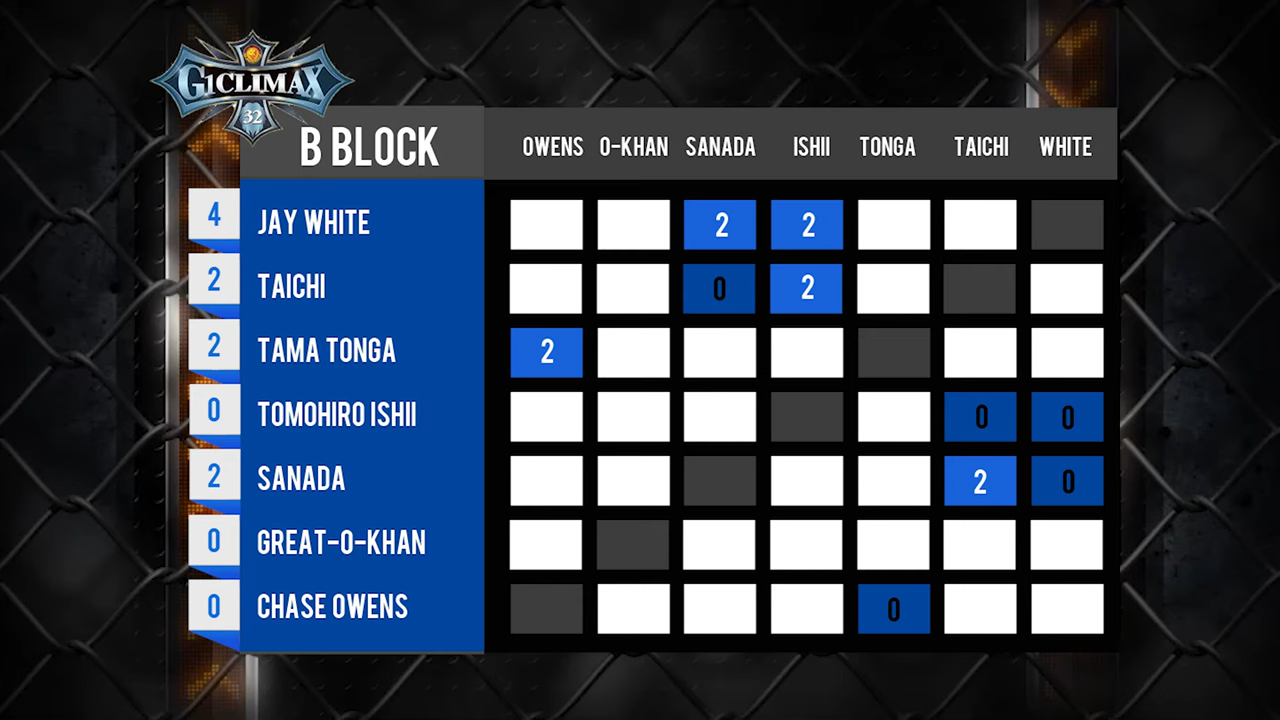 G1CLIMAX
32
B BLOCK
OWENS O-KHAN SANADA ISHII TONGA TAICHI WHITE
4 JAY WHITE 2 2
2 TAICHI 0 2
2 TAMA TONGA 2
0 TOMOHIRO ISHII 0 0
2 SANADA 2 0
0 GREAT-O-KHAN
0 CHASE OWENS 0